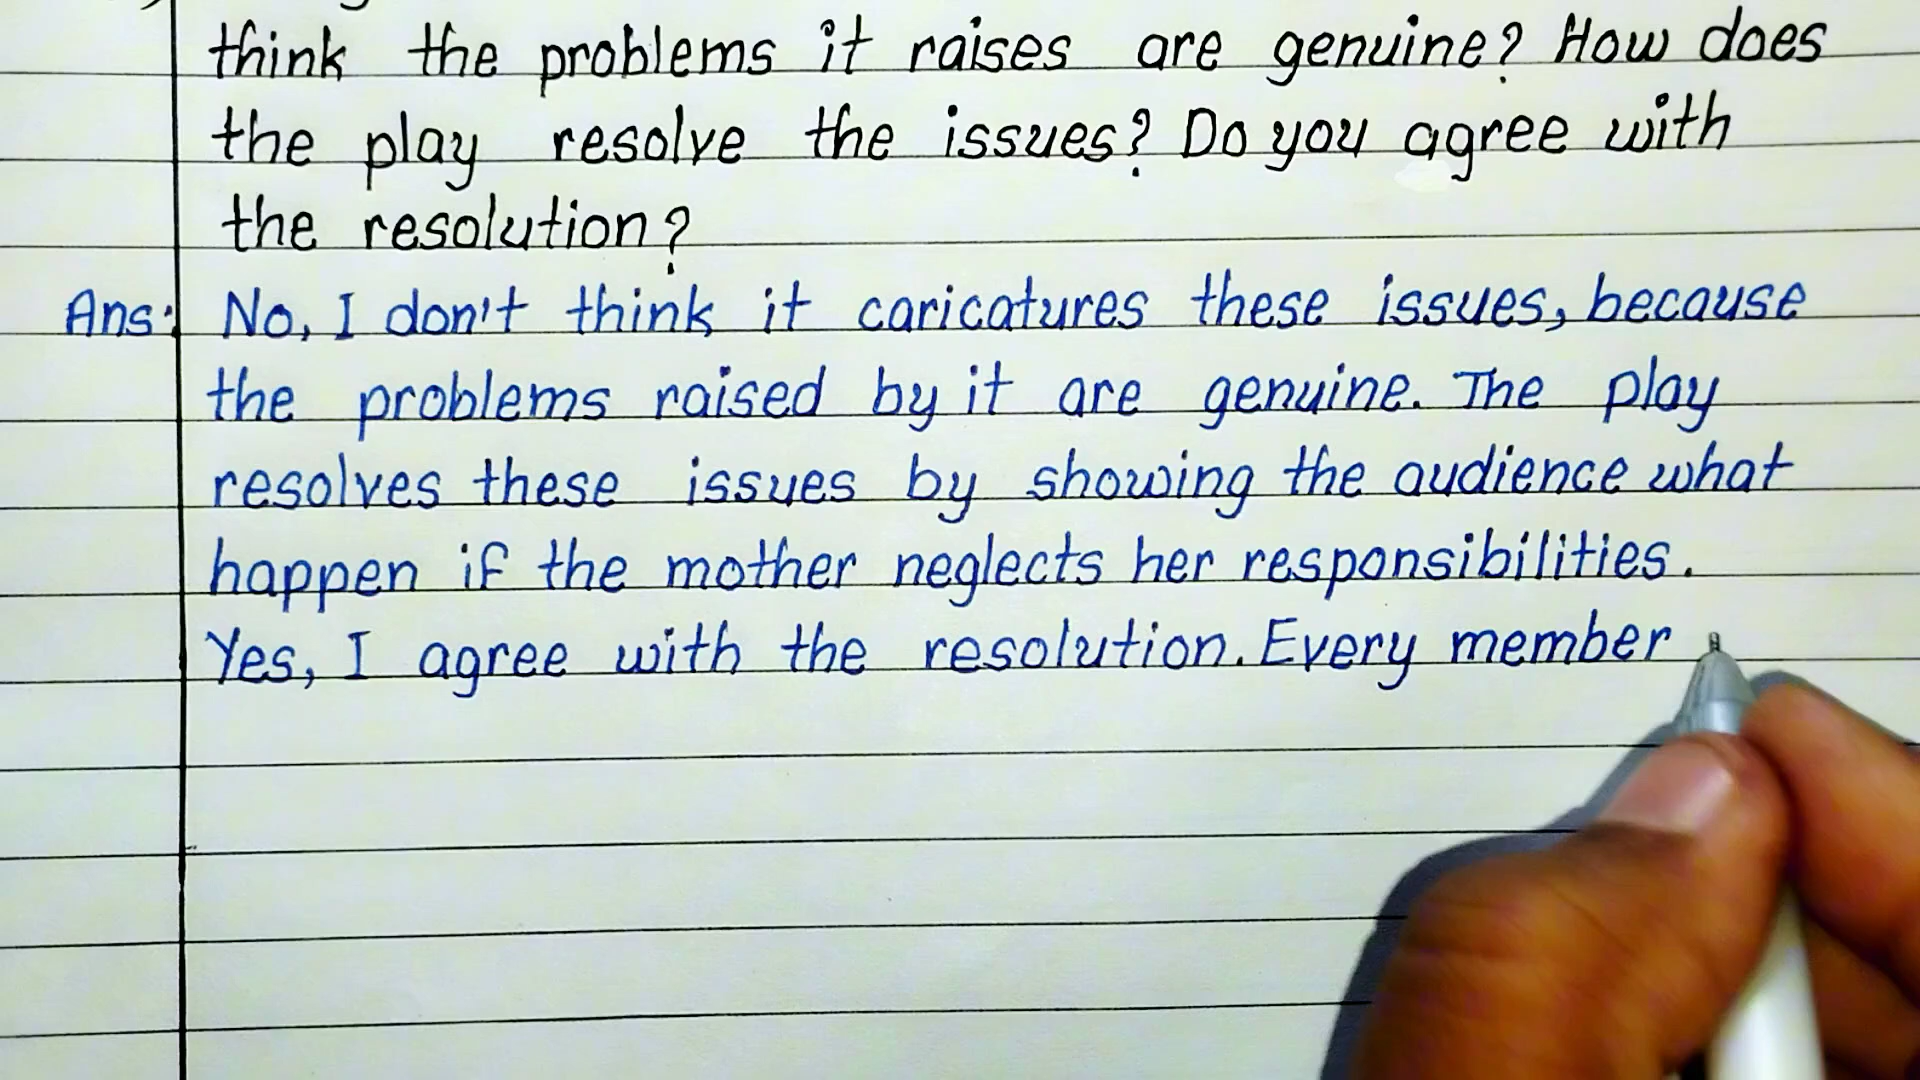 think the problems it raises are genuine? How does
the play resolve the issues? Do you agree with
the resolution?
Ans: No, I don't think it caricatures these issues, because
the problems raised by it are genuine. The play
resolves these issues by showing the audience what
happen if the mother neglects her responsibilities.
Yes, I agree with the resolution. Every member